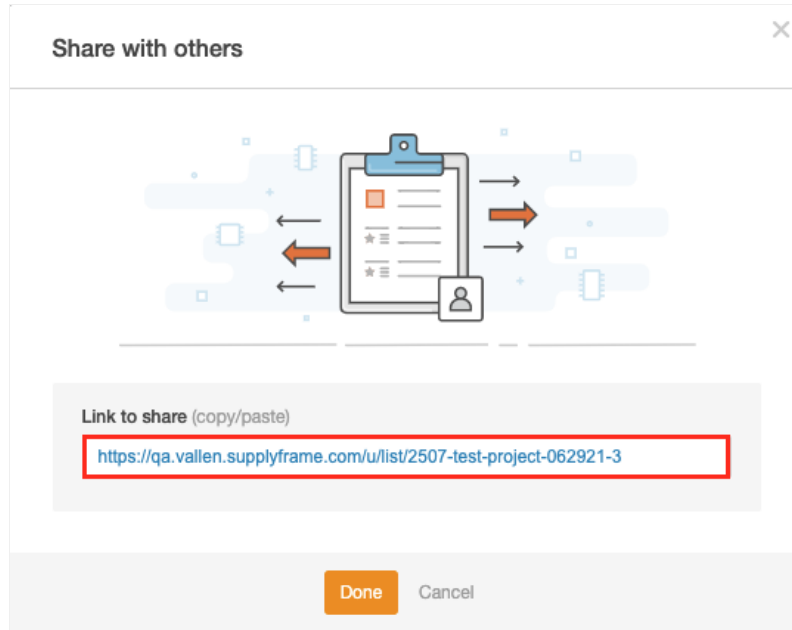 Share with others
Link to share (copy/paste)
https://qa.vallen.supplyframe.com/u/list/2507-test-project-062921-3
Done Cancel